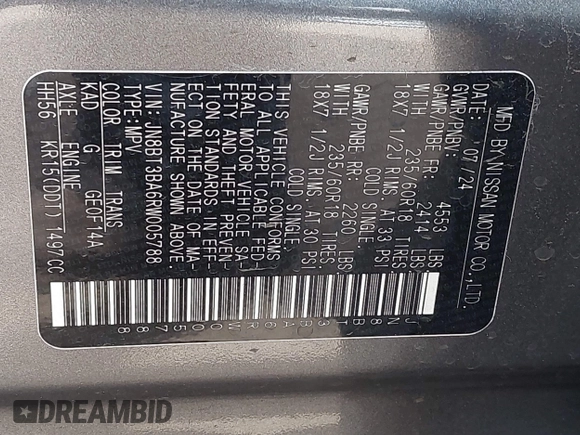 MFD BY NISSAN MOTOR CO.,LTD.
DATE: 07/24
GVWR/PNBV: 4553 LBS
GAWR/PNBE FR: 2414 LBS
WITH 235/60R18 TIRES
18X7 1/2J RIMS AT 33 PSI
COLD SINGLE.
GAWR/PNBE RR: 2280 LBS
WITH 235/60R18 TIRES
18X7 1/2J RIMS AT 30 PSI
COLD SINGLE.
THIS VEHICLE CONFORMS
TO ALL APPLICABLE FED-
ERAL MOTOR VEHICLE SA-
FETY AND THEFT PREVEN-
TION STANDARDS IN EFF-
ECT ON THE DATE OF MA-
NUFACTURE SHOWN ABOVE.
VIN: JN8BT3BA6RW005788
TYPE: MPV
COLOR TRIM TRANS
KAD G GE0F14A
AXLE ENGINE
HH56 KR15(DDT) 1497CC
JN8BT3BA6RW005788
DREAMBID